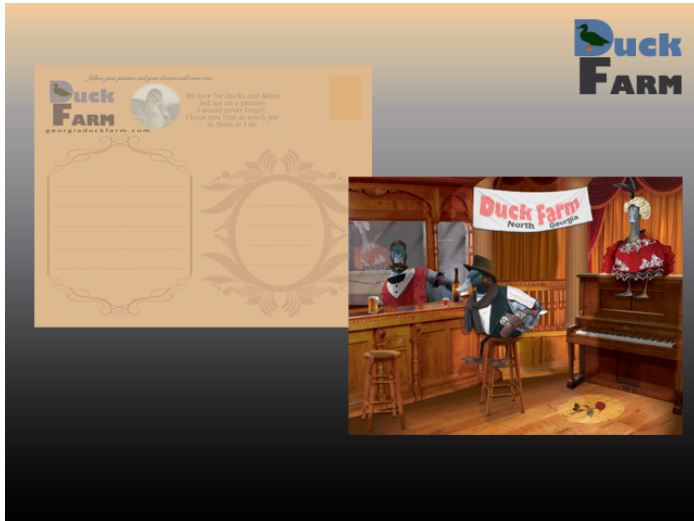 Duck
FARM
...follow your passion and your dreams will come true
Duck
FARM
georgiaduckfarm.com
My love for Ducks and Music
led me on a journey
I would never forget.
I hope you find as much joy
in them as I do
Duck Farm
North Georgia